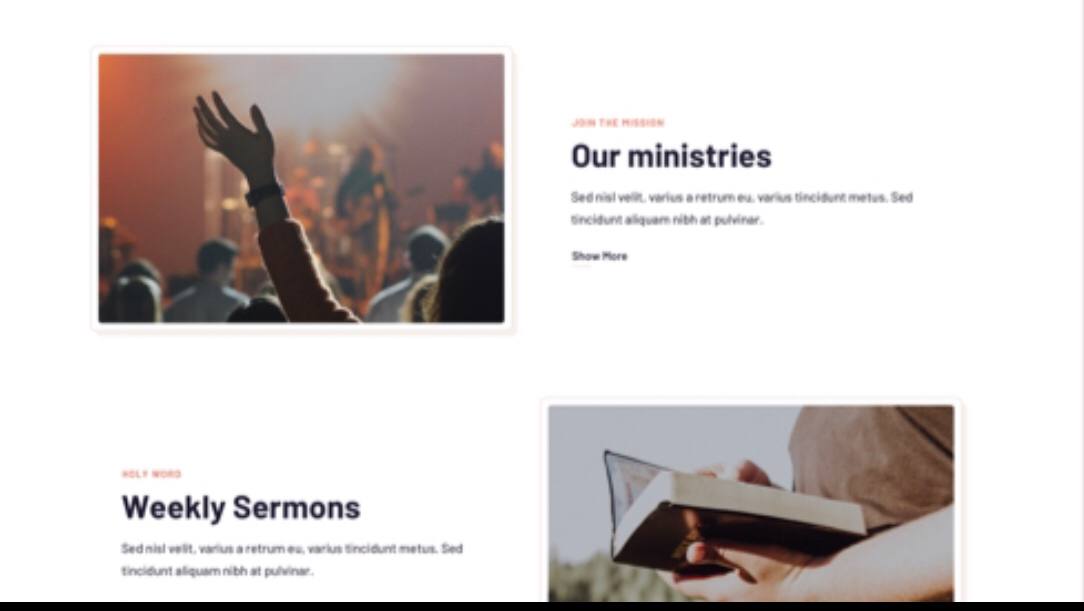 JOIN THE MISSION
Our ministries
Sed nisl velit, varius a retrum eu, varius tincidunt metus. Sed
tincidunt aliquam nibh at pulvinar.
Show More
HOLY WORD
Weekly Sermons
Sed nisl velit, varius a retrum eu, varius tincidunt metus. Sed
tincidunt aliquam nibh at pulvinar.